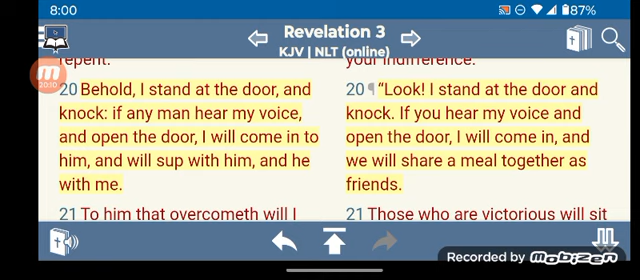 8:00
87%
Revelation 3
KJV | NLT (online)
20:10
repent.
20 Behold, I stand at the door, and
knock: if any man hear my voice,
and open the door, I will come in to
him, and will sup with him, and he
with me.
21 To him that overcometh will I
your indifference.
20 ¶ “Look! I stand at the door and
knock. If you hear my voice and
open the door, I will come in, and
we will share a meal together as
friends.
21 Those who are victorious will sit
Recorded by mobizen